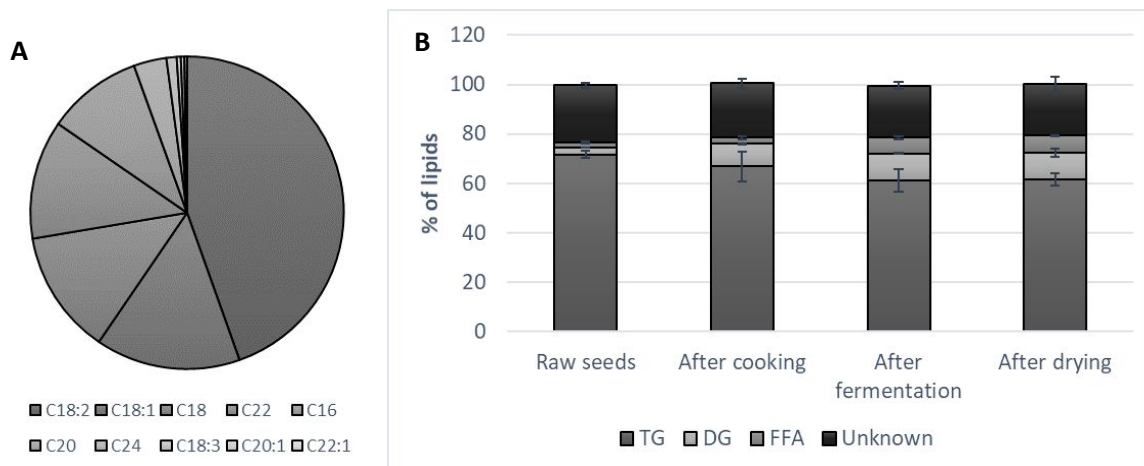 A
B
120
100
80
60
40
20
0
% of lipids
Raw seeds
After cooking
After
fermentation
After drying
TG DG FFA Unknown
C18:2 C18:1 C18 C22 C16
C20 C24 C18:3 C20:1 C22:1